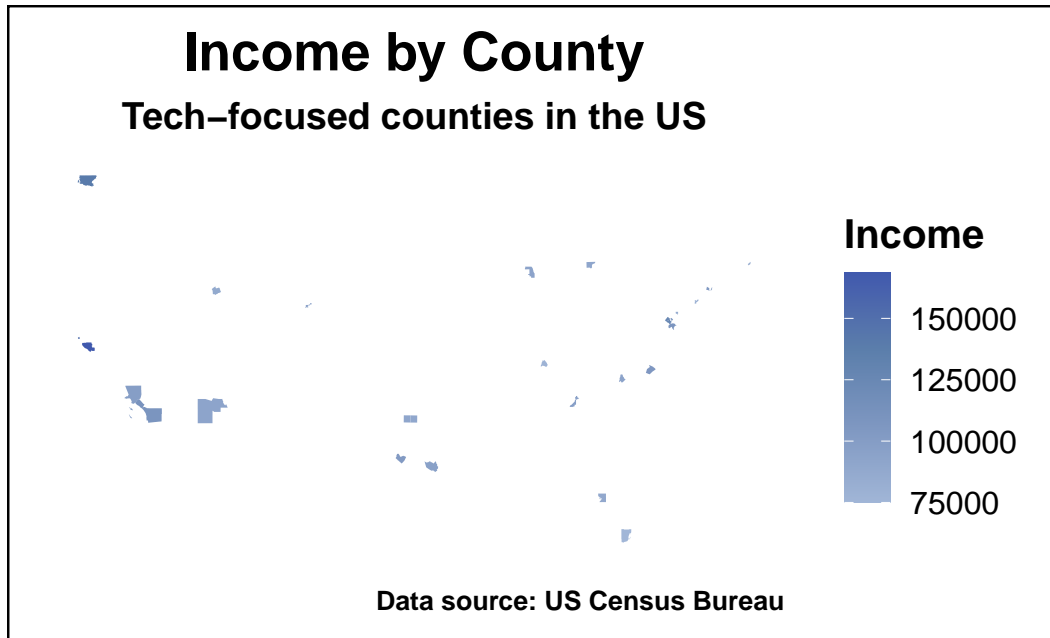 Income by County
Tech−focused counties in the US
Income
150000
125000
100000
75000
Data source: US Census Bureau